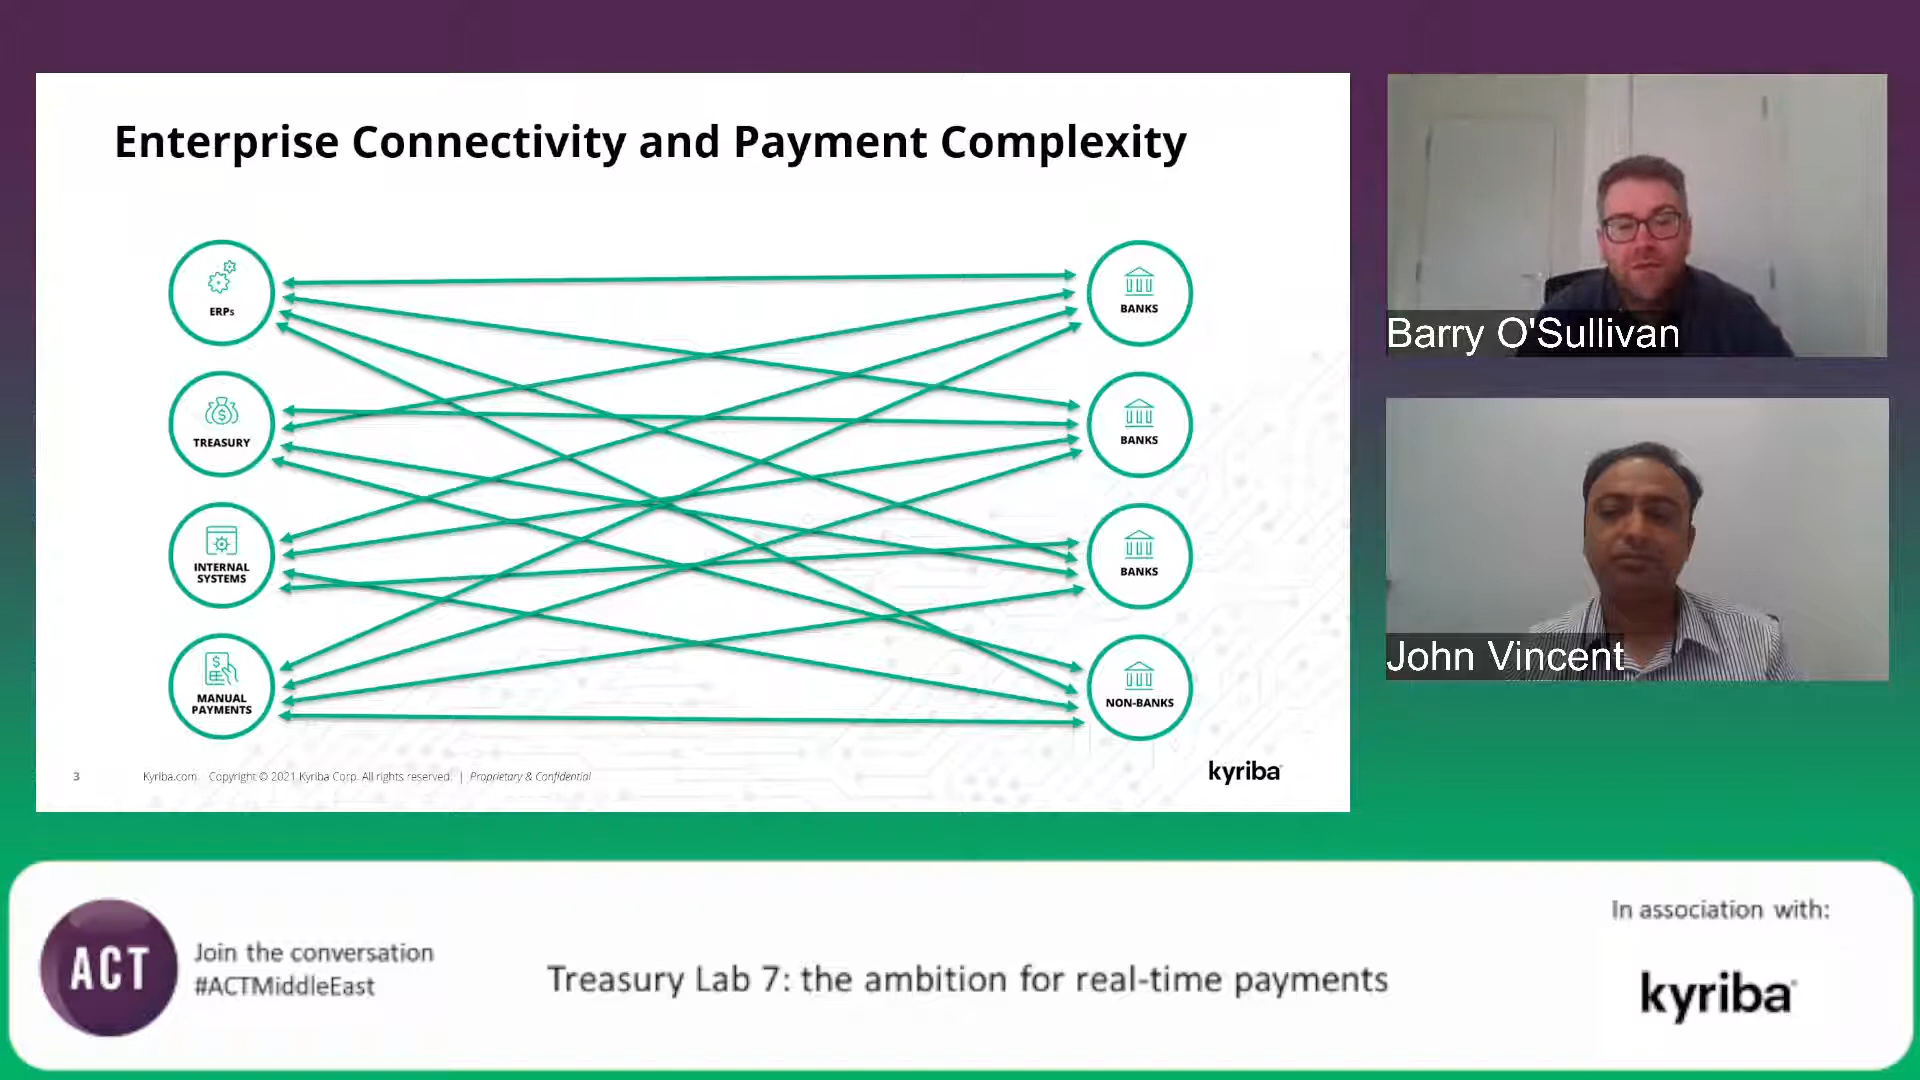 Enterprise Connectivity and Payment Complexity
ERPs
BANKS
TREASURY
BANKS
INTERNAL
SYSTEMS
BANKS
MANUAL
PAYMENTS
NON-BANKS
3
Kyriba.com. Copyright © 2021 Kyriba Corp. All rights reserved. | Proprietary & Confidential
kyriba
Barry O'Sullivan
John Vincent
ACT
Join the conversation
#ACTMiddleEast
Treasury Lab 7: the ambition for real-time payments
In association with:
kyriba